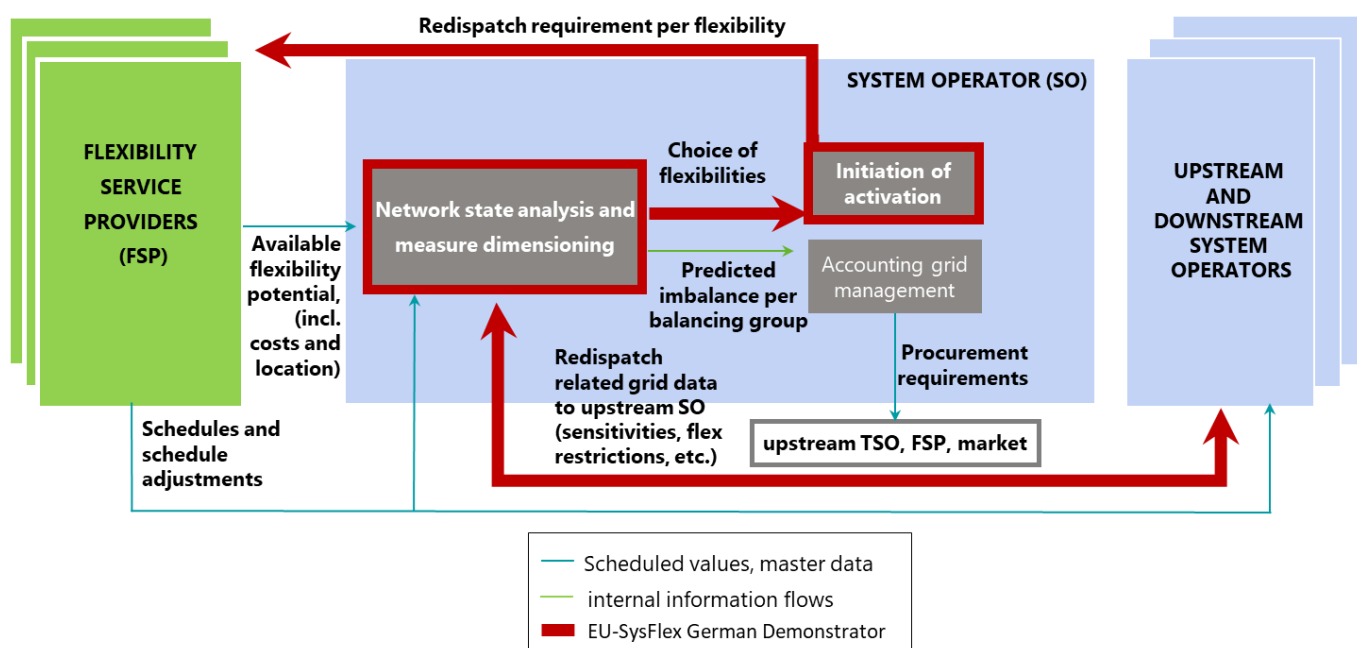 Redispatch requirement per flexibility
SYSTEM OPERATOR (SO)
FLEXIBILITY
SERVICE
PROVIDERS
(FSP)
Choice of
flexibilities
Initiation of
activation
UPSTREAM
AND
DOWNSTREAM
SYSTEM
OPERATORS
Network state analysis and
measure dimensioning
Available
flexibility
potential,
(incl.
costs and
location)
Predicted
imbalance per
balancing group
Accounting grid
management
Redispatch
related grid data
to upstream SO
(sensitivities, flex
restrictions, etc.)
Procurement
requirements
Schedules and
schedule
adjustments
upstream TSO, FSP, market
Scheduled values, master data
internal information flows
EU-SysFlex German Demonstrator